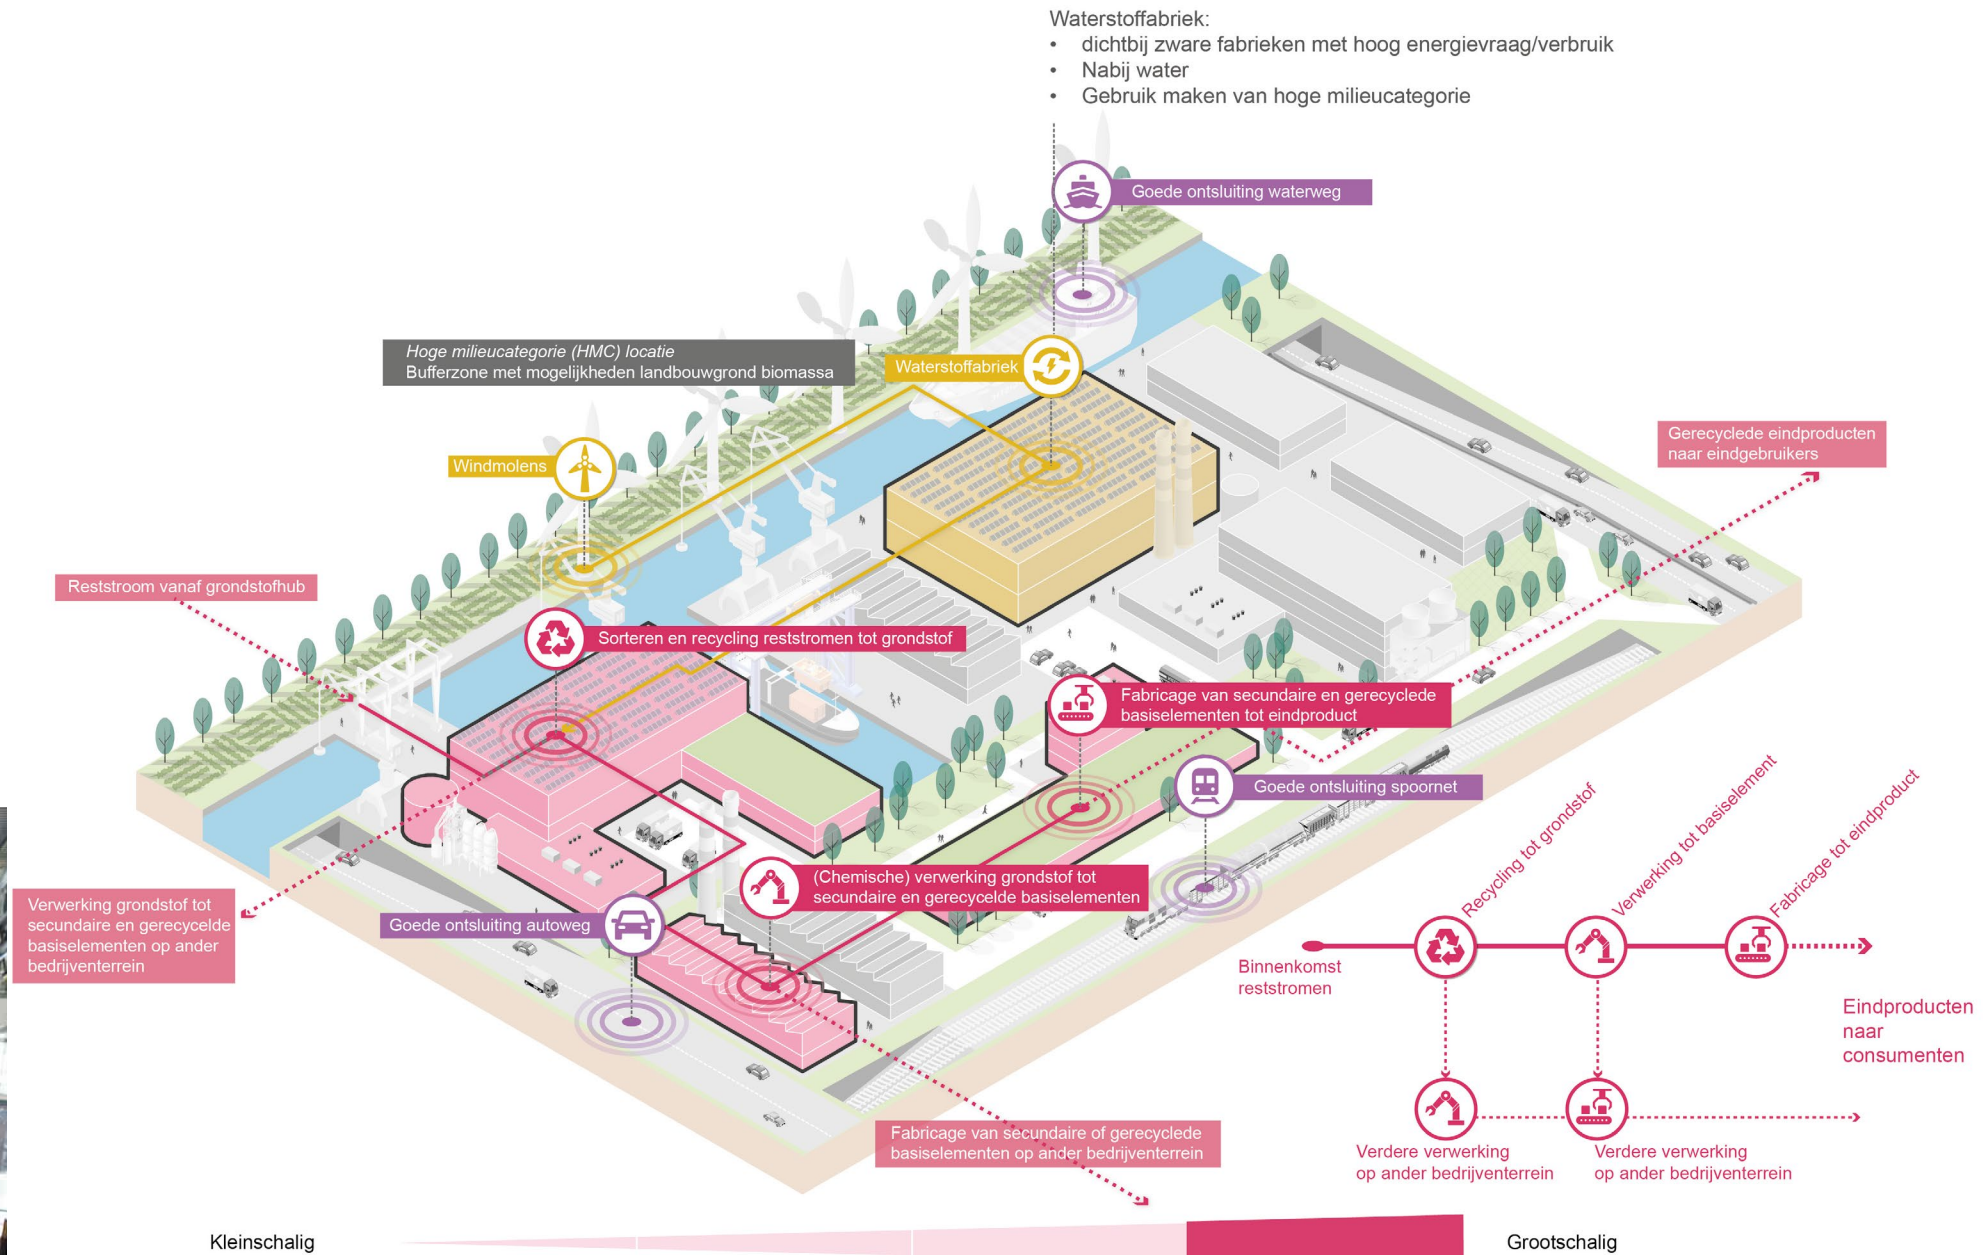 Waterstoffabriek:
• dichtbij zware fabrieken met hoog energievraag/verbruik
• Nabij water
• Gebruik maken van hoge milieucategorie
Goede ontsluiting waterweg
Hoge milieucategorie (HMC) locatie
Bufferzone met mogelijkheden landbouwgrond biomassa
Waterstoffabriek
Windmolens
Gerecyclede eindproducten
naar eindgebruikers
Reststroom vanaf grondstofhub
Sorteren en recycling reststromen tot grondstof
Fabricage van secundaire en gerecyclede
basiselementen tot eindproduct
Goede ontsluiting spoornet
(Chemische) verwerking grondstof tot
secundaire en gerecycelde basiselementen
Verwerking grondstof tot
secundaire en gerecycelde
basiselementen op ander
bedrijventerrein
Goede ontsluiting autoweg
Fabricage van secundaire of gerecyclede
basiselementen op ander bedrijventerrein
Recycling tot grondstof
Verwerking tot basiselement
Fabricage tot eindproduct
Binnenkomst
reststromen
Eindproducten
naar
consumenten
Verdere verwerking
op ander bedrijventerrein
Verdere verwerking
op ander bedrijventerrein
Kleinschalig
Grootschalig